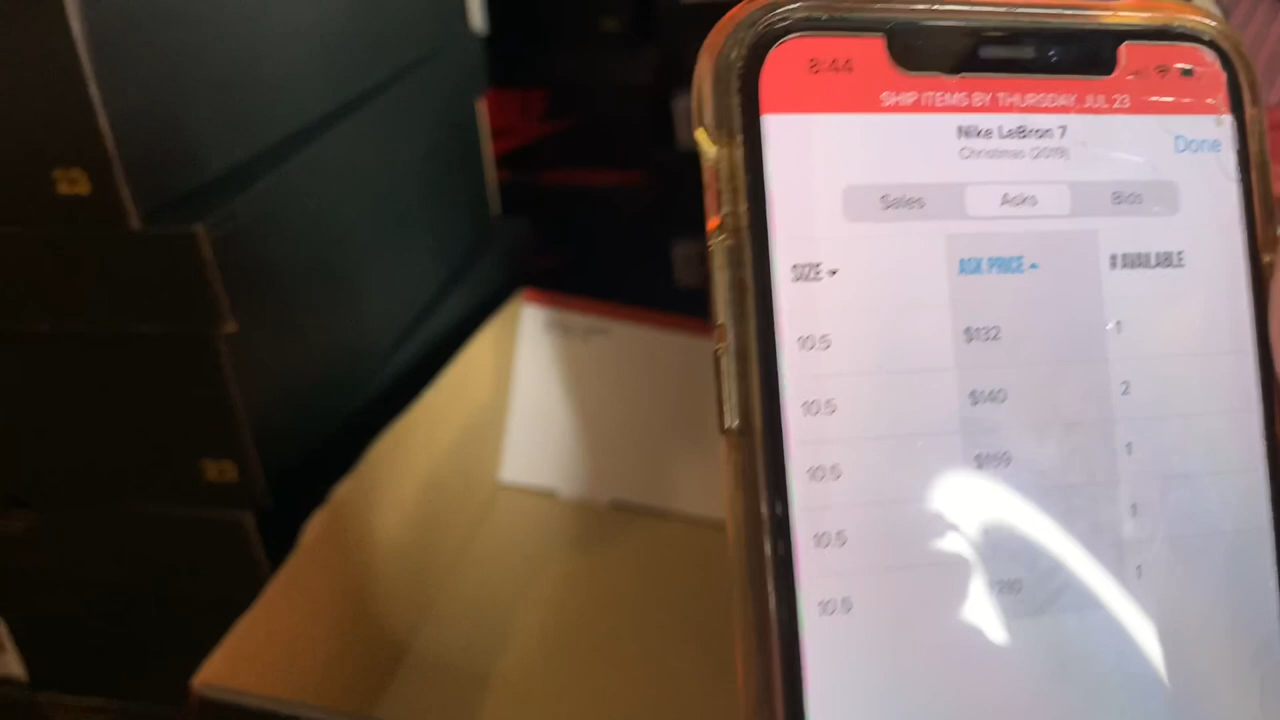 8:44
SHIP ITEMS BY THURSDAY, JUL 23
Nike LeBron 7
Christmas (2019)
Done
Sales Asks Bids
SIZE ASK PRICE # AVAILABLE
10.5 $132 1
10.5 $140 2
10.5 1
10.5 1
10.5 1
23
23